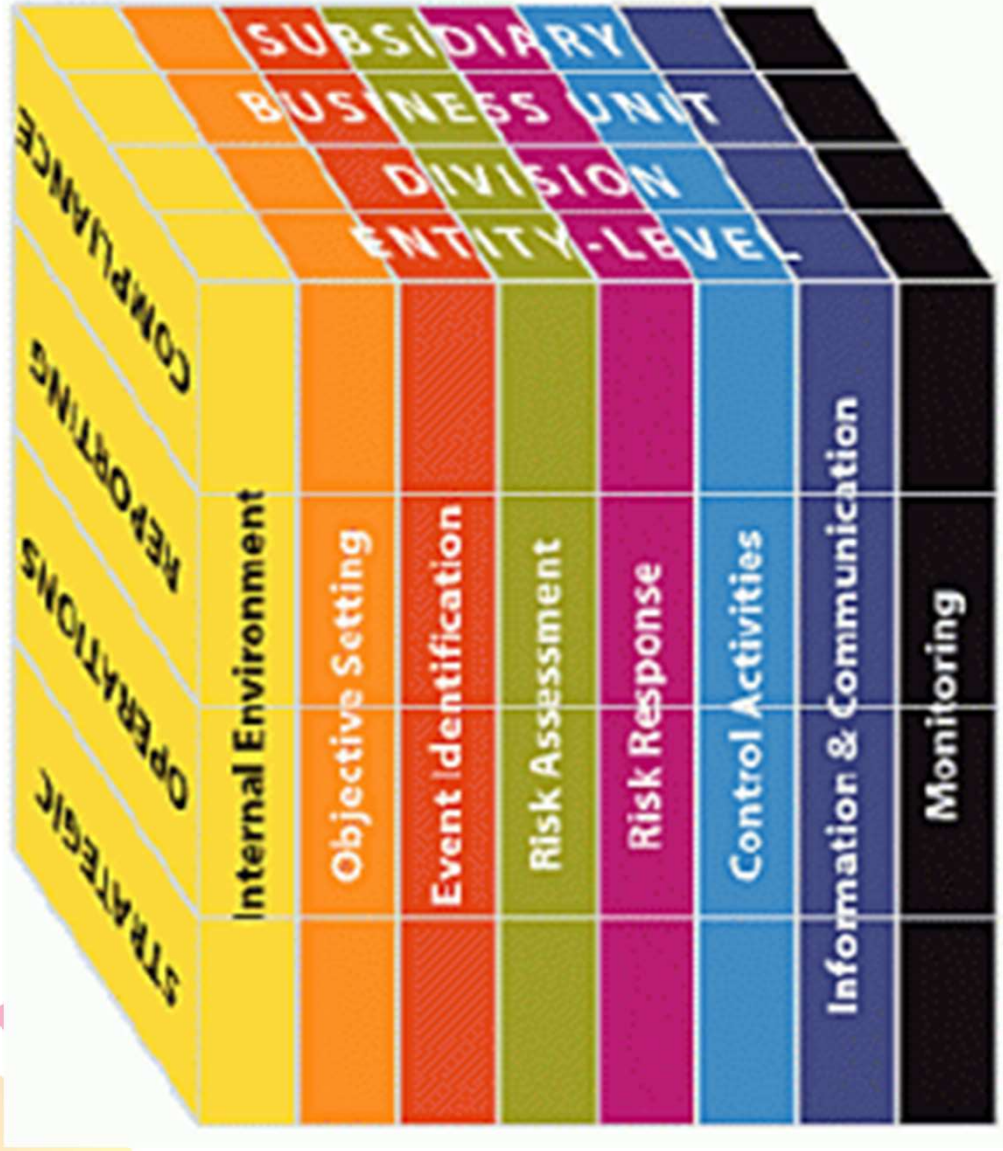 SUBSIDIARY
BUSINESS UNIT
DIVISION
ENTITY-LEVEL
COMPLIANCE
REPORTING
OPERATIONS
STRATEGIC
Internal Environment
Objective Setting
Event Identification
Risk Assessment
Risk Response
Control Activities
Information & Communication
Monitoring